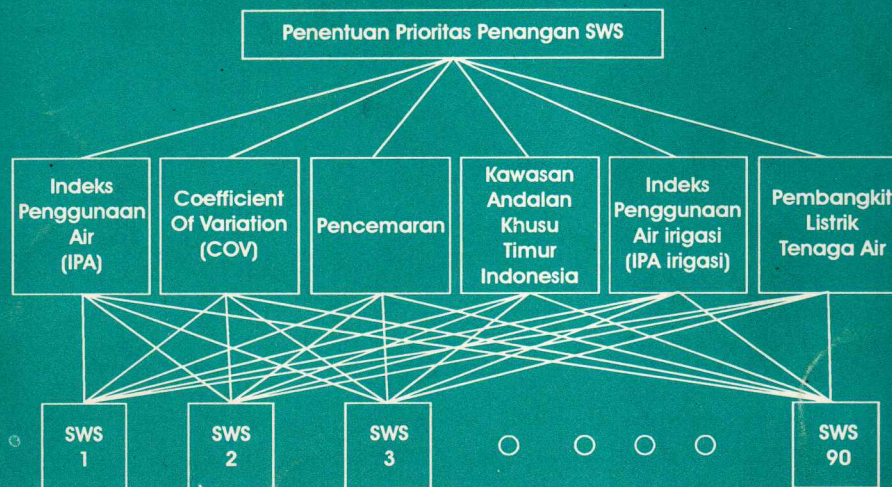 Penentuan Prioritas Penangan SWS
Indeks
Penggunaan
Air
(IPA)
Coefficient
Of Variation
(COV)
Pencemaran
Kawasan
Andalan
Khusu
Timur
Indonesia
Indeks
Penggunaan
Air irigasi
(IPA irigasi)
Pembangkit
Listrik
Tenaga Air
SWS
1
SWS
2
SWS
3
SWS
90